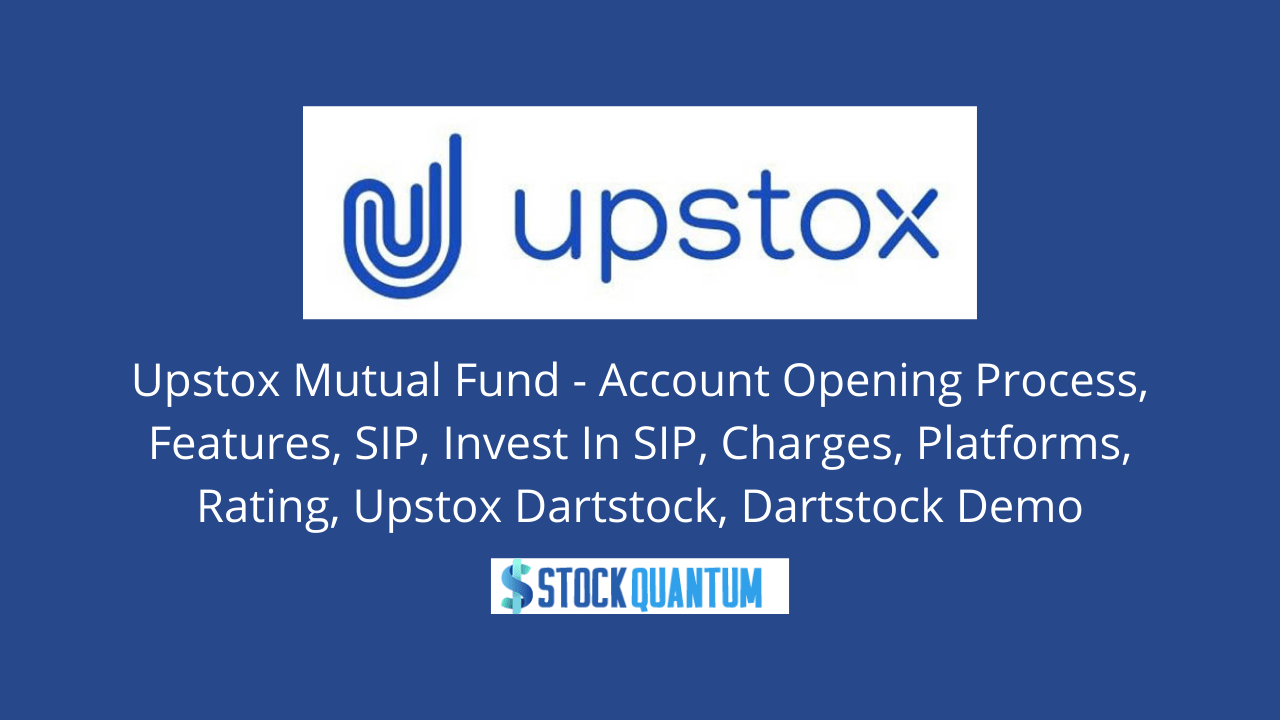 upstox
Upstox Mutual Fund - Account Opening Process,
Features, SIP, Invest In SIP, Charges, Platforms,
Rating, Upstox Dartstock, Dartstock Demo
$STOCKQUANTUM